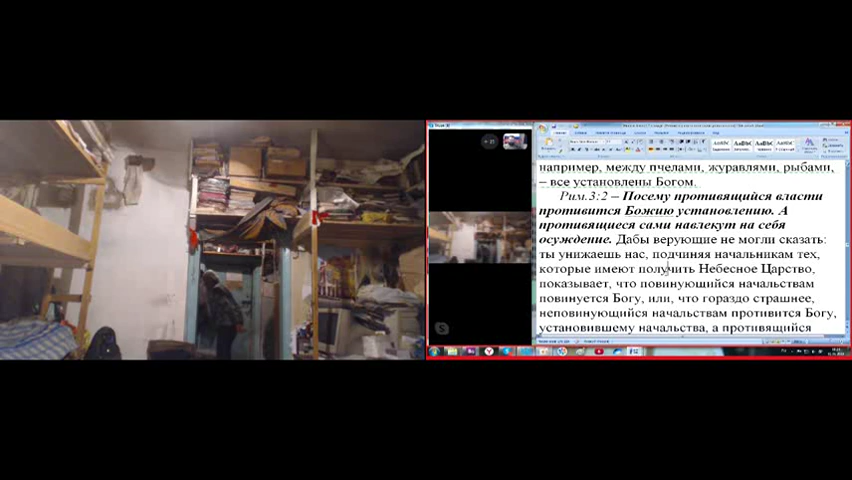 например, между пчелами, журавлями, рыбами,
– все установлены Богом.
Рим.3:2 – Посему противящийся власти
противится Божию установлению. А
противящиеся сами навлекут на себя
осуждение. Дабы верующие не могли сказать:
ты унижаешь нас, подчиняя начальникам тех,
которые имеют получить Небесное Царство,
показывает, что повинующийся начальствам
повинуется Богу, или, что гораздо страшнее,
неповинующийся начальствам противится Богу,
установившему начальства, а противящийся